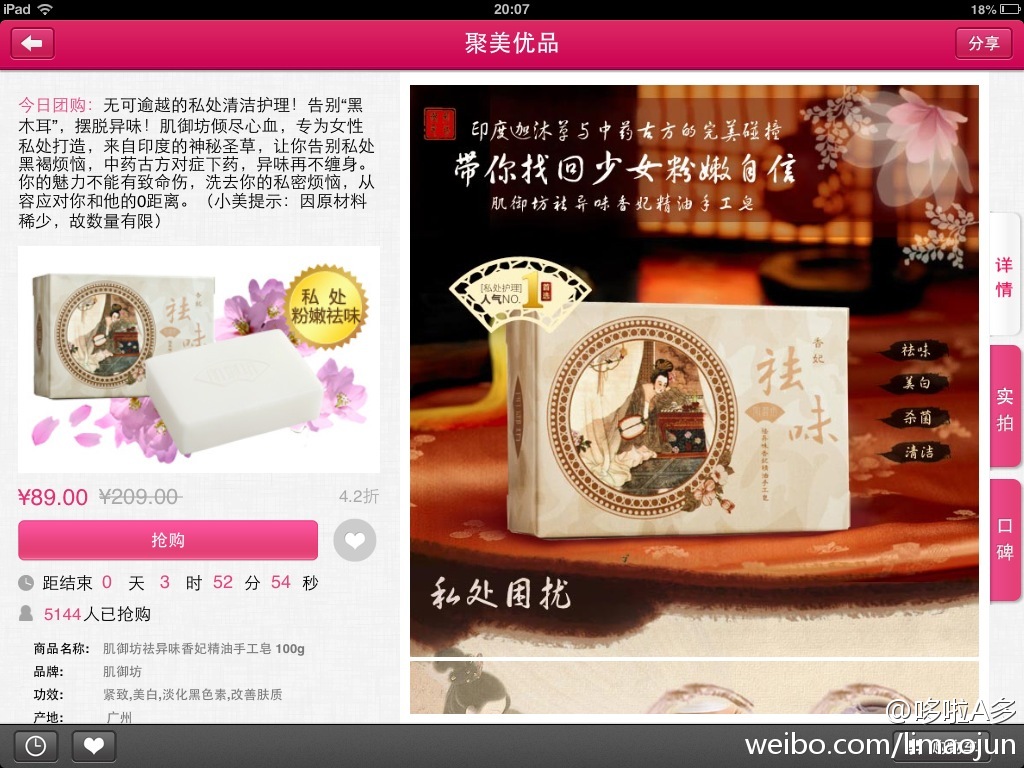 iPad
20:07
18%
聚美优品
分享
今日团购：无可逾越的私处清洁护理！告别“黑
木耳”，摆脱异味！肌御坊倾尽心血，专为女性
私处打造，来自印度的神秘圣草，让你告别私处
黑褐烦恼，中药古方对症下药，异味再不缠身。
你的魅力不能有致命伤，洗去你的私密烦恼，从
容应对你和他的0距离。（小美提示：因原材料
稀少，故数量有限）
祛味
香妃
私 处
粉嫩祛味
¥89.00 ¥209.00
4.2折
抢购
距结束 0 天 3 时 52 分 54 秒
5144人已抢购
商品名称: 肌御坊祛异味香妃精油手工皂 100g
品牌: 肌御坊
功效: 紧致,美白,淡化黑色素,改善肤质
产地: 广州
印度迦沐草与中药古方的完美碰撞
带你找回少女粉嫩自信
肌御坊祛异味香妃精油手工皂
[私处护理]
人气NO.1
首选
香妃
祛味
祛异味香妃精油手工皂
祛味
美白
杀菌
清洁
私处困扰
详情
实拍
口碑
@哆啦A多
weibo.com/limaojun